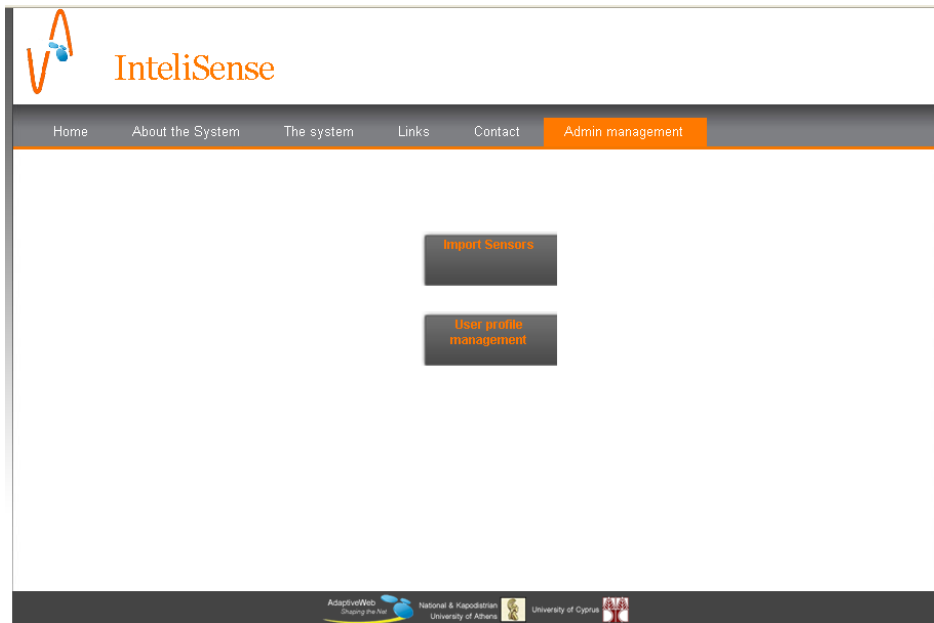 InteliSense
Home About the System The system Links Contact Admin management
Import Sensors
User profile
management
AdaptiveWeb
Shaping the Net
National & Kapodistrian
University of Athens
University of Cyprus